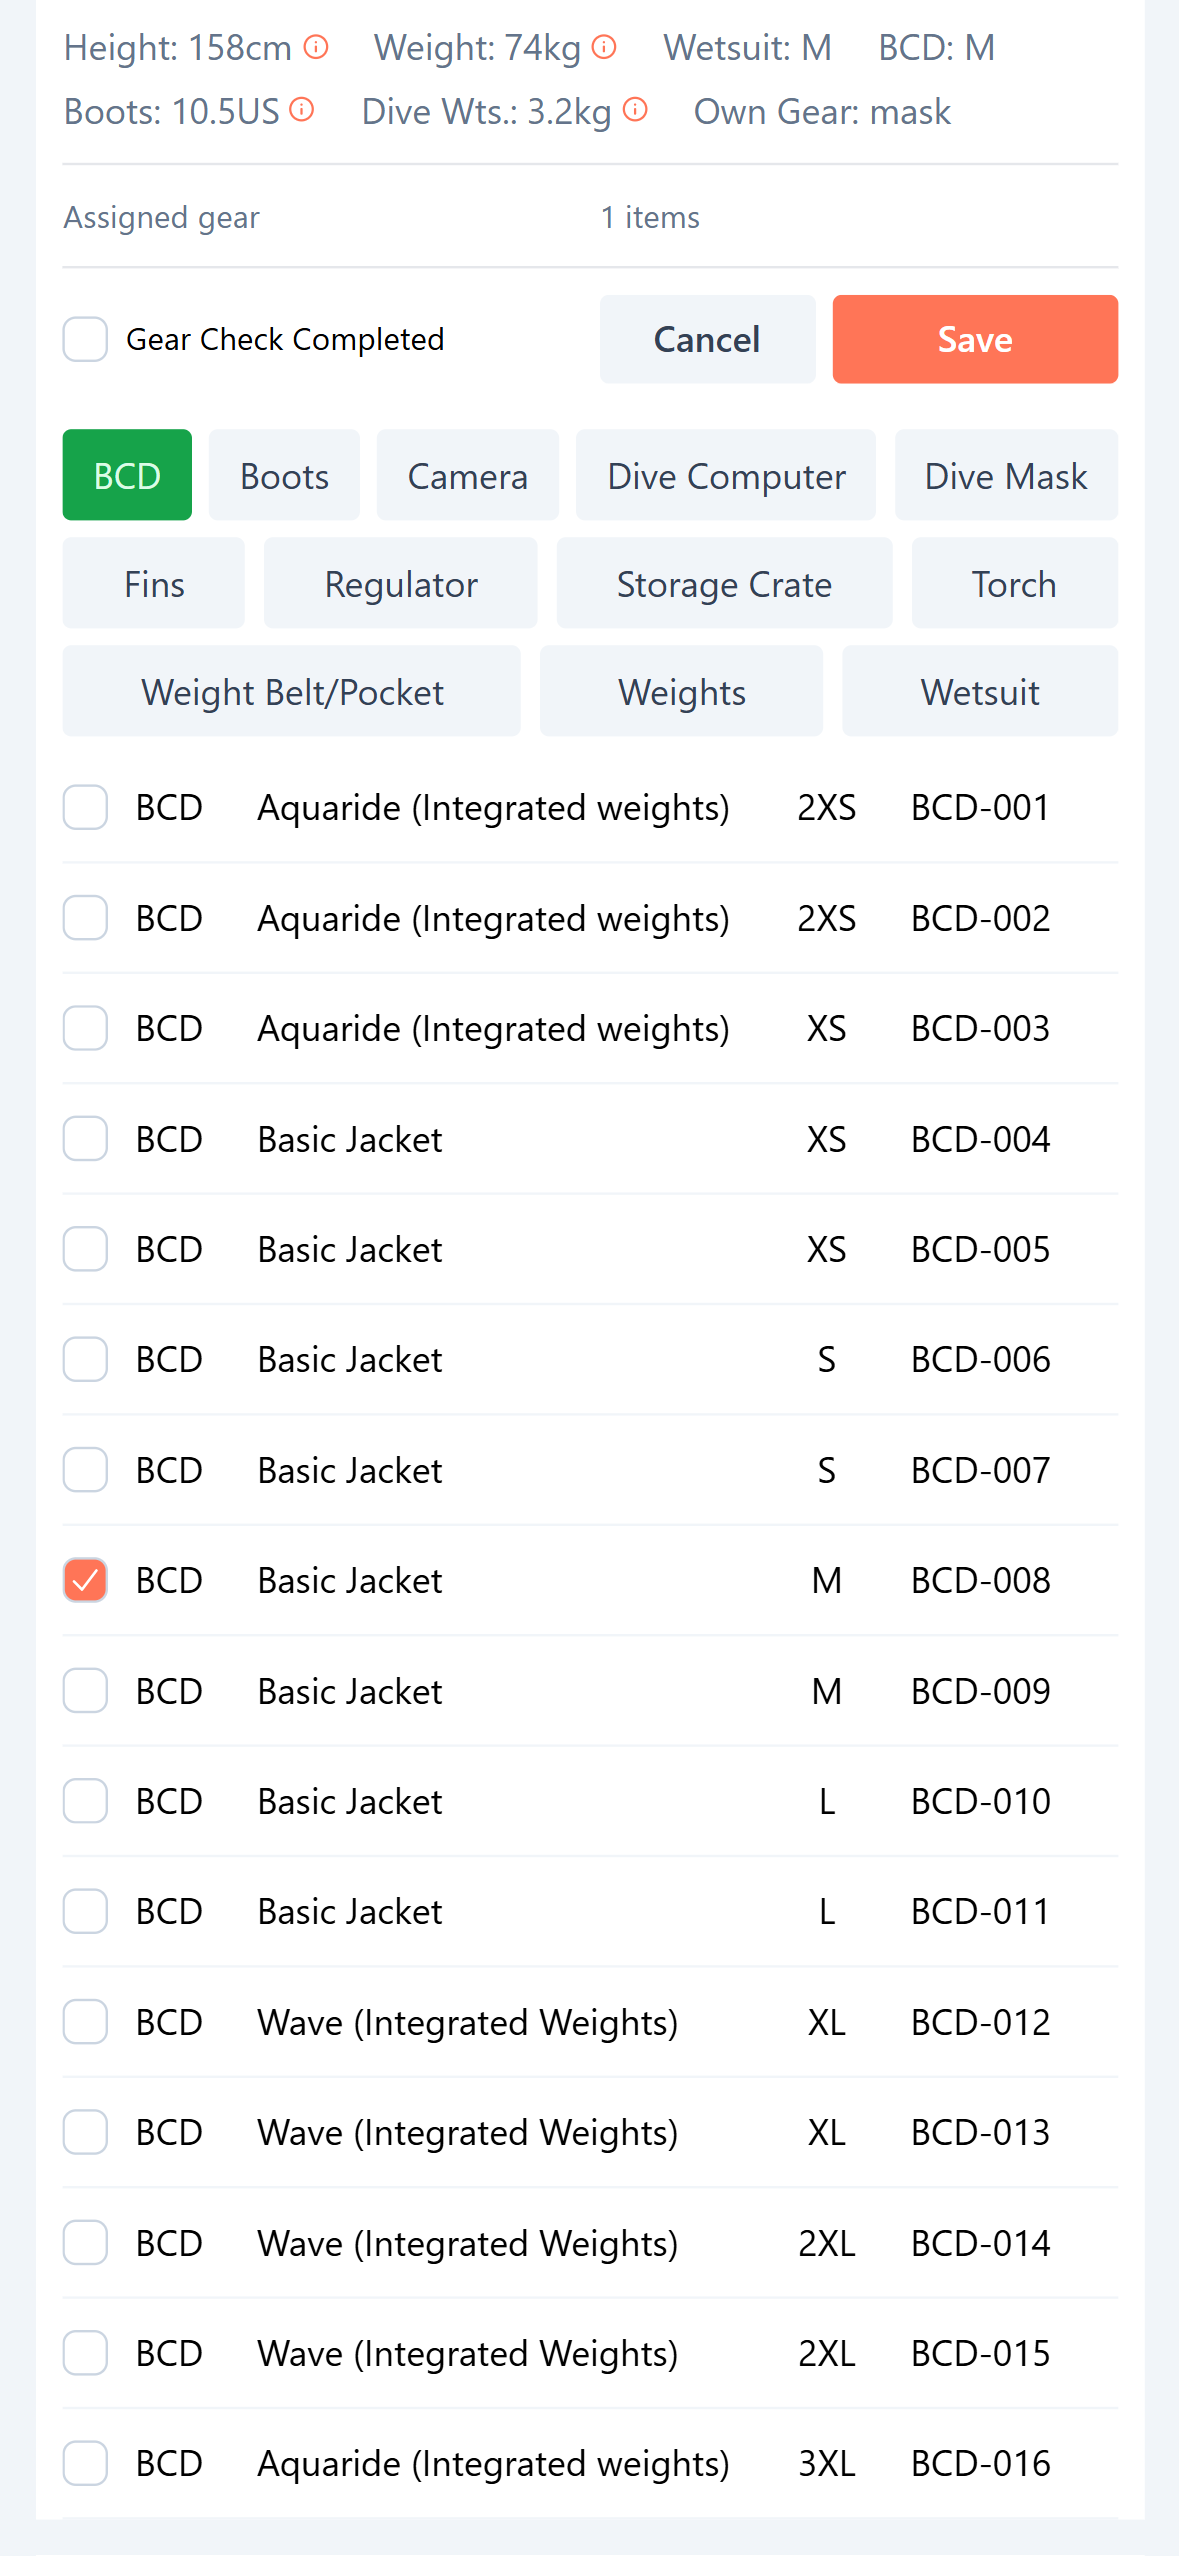 Height: 158cm Weight: 74kg Wetsuit: M BCD: M
Boots: 10.5US Dive Wts.: 3.2kg Own Gear: mask
Assigned gear 1 items
Gear Check Completed Cancel Save
BCD Boots Camera Dive Computer Dive Mask
Fins Regulator Storage Crate Torch
Weight Belt/Pocket Weights Wetsuit
BCD Aquaride (Integrated weights) 2XS BCD-001
BCD Aquaride (Integrated weights) 2XS BCD-002
BCD Aquaride (Integrated weights) XS BCD-003
BCD Basic Jacket XS BCD-004
BCD Basic Jacket XS BCD-005
BCD Basic Jacket S BCD-006
BCD Basic Jacket S BCD-007
BCD Basic Jacket M BCD-008
BCD Basic Jacket M BCD-009
BCD Basic Jacket L BCD-010
BCD Basic Jacket L BCD-011
BCD Wave (Integrated Weights) XL BCD-012
BCD Wave (Integrated Weights) XL BCD-013
BCD Wave (Integrated Weights) 2XL BCD-014
BCD Wave (Integrated Weights) 2XL BCD-015
BCD Aquaride (Integrated weights) 3XL BCD-016